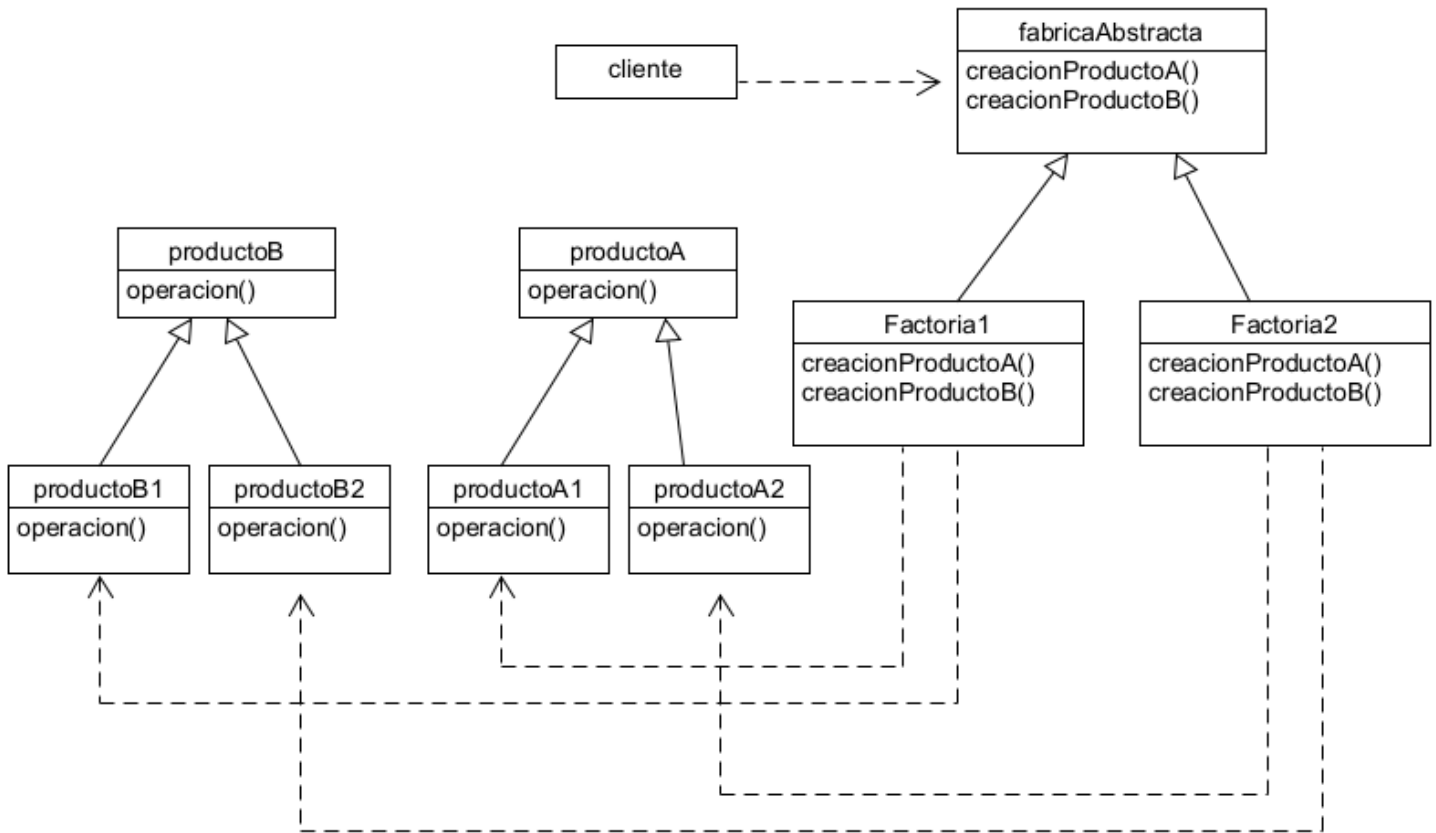 fabricaAbstracta
creacionProductoA()
creacionProductoB()
cliente
productoB
operacion()
productoA
operacion()
Factoria1
creacionProductoA()
creacionProductoB()
Factoria2
creacionProductoA()
creacionProductoB()
productoB1
operacion()
productoB2
operacion()
productoA1
operacion()
productoA2
operacion()